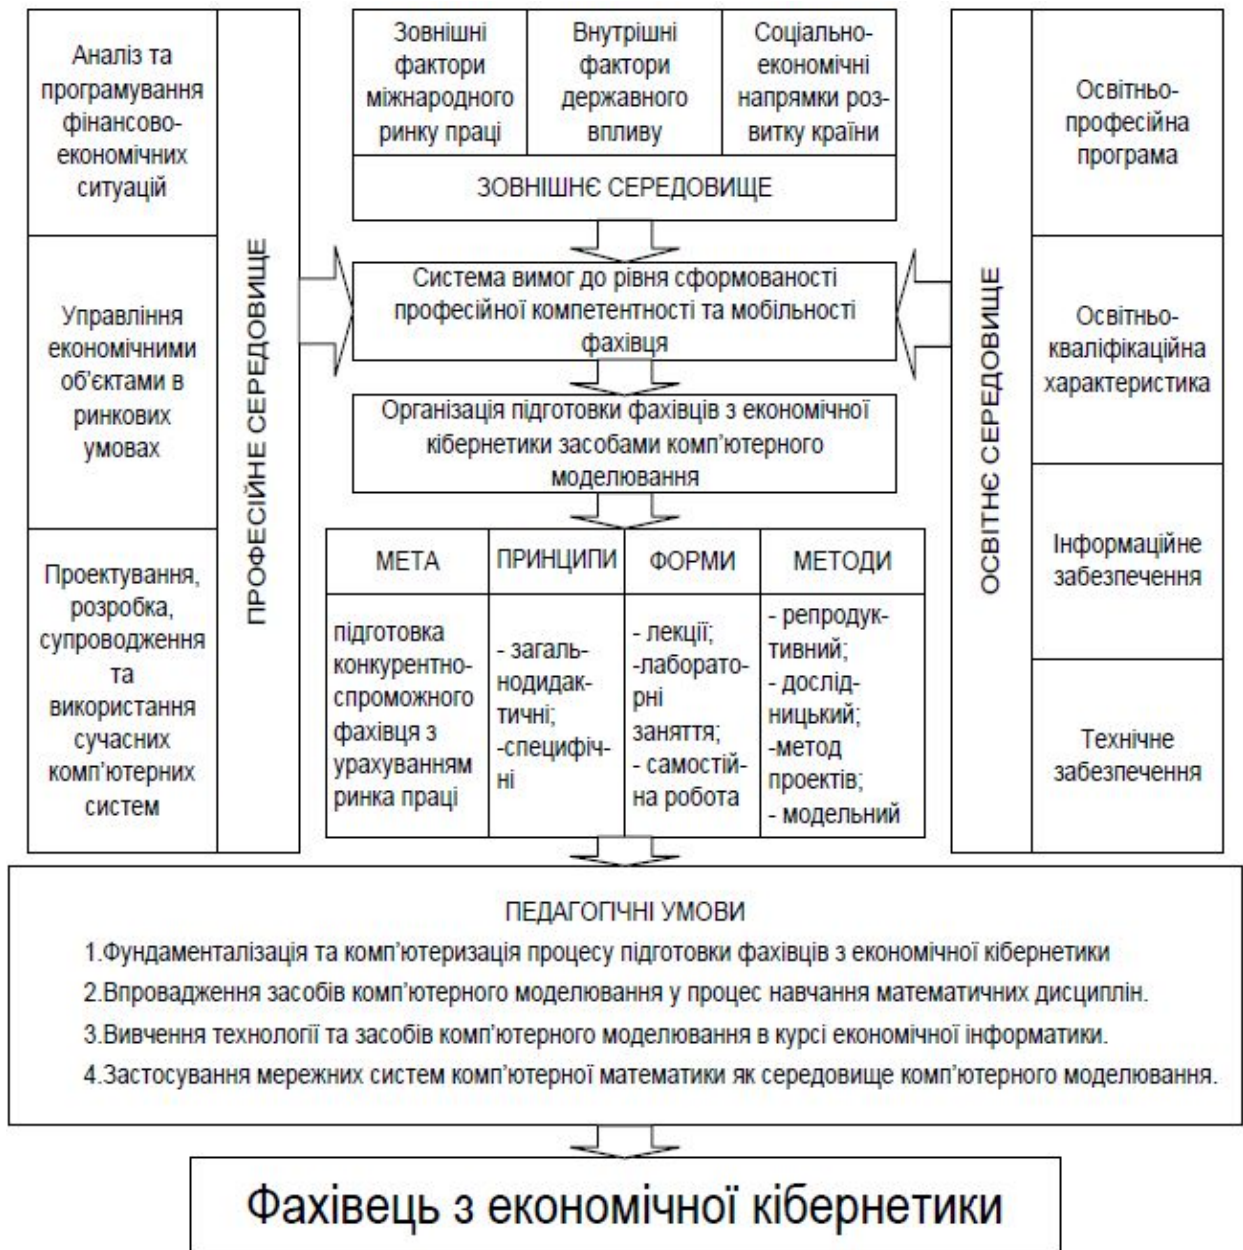 Аналіз та
програмування
фінансово-
економічних
ситуацій
Управління
економічними
об'єктами в
ринкових
умовах
Проектування,
розробка,
супроводження
та
використання
сучасних
комп'ютерних
систем
ПРОФЕСІЙНЕ СЕРЕДОВИЩЕ
Зовнішні
фактори
міжнародного
ринку праці
Внутрішні
фактори
державного
впливу
Соціально-
економічні
напрямки роз-
витку країни
ЗОВНІШНЄ СЕРЕДОВИЩЕ
Система вимог до рівня сформованості
професійної компетентності та мобільності
фахівця
Організація підготовки фахівців з економічної
кібернетики засобами комп'ютерного
моделювання
МЕТА
підготовка
конкурентно-
спроможного
фахівця з
урахуванням
ринка праці
ПРИНЦИПИ
- загаль-
нодидак-
тичні;
-специфіч-
ні
ФОРМИ
- лекції;
-лаборато-
рні
заняття;
- самостій-
на робота
МЕТОДИ
- репродук-
тивний;
- дослід-
ницький;
-метод
проектів;
- модельний
ОСВІТНЄ СЕРЕДОВИЩЕ
Освітньо-
професійна
програма
Освітньо-
кваліфікаційна
характеристика
Інформаційне
забезпечення
Технічне
забезпечення
ПЕДАГОГІЧНІ УМОВИ
1.Фундаменталізація та комп'ютеризація процесу підготовки фахівців з економічної кібернетики
2.Впровадження засобів комп'ютерного моделювання у процес навчання математичних дисциплін.
3.Вивчення технології та засобів комп'ютерного моделювання в курсі економічної інформатики.
4.Застосування мережних систем комп'ютерної математики як середовище комп'ютерного моделювання.
Фахівець з економічної кібернетики